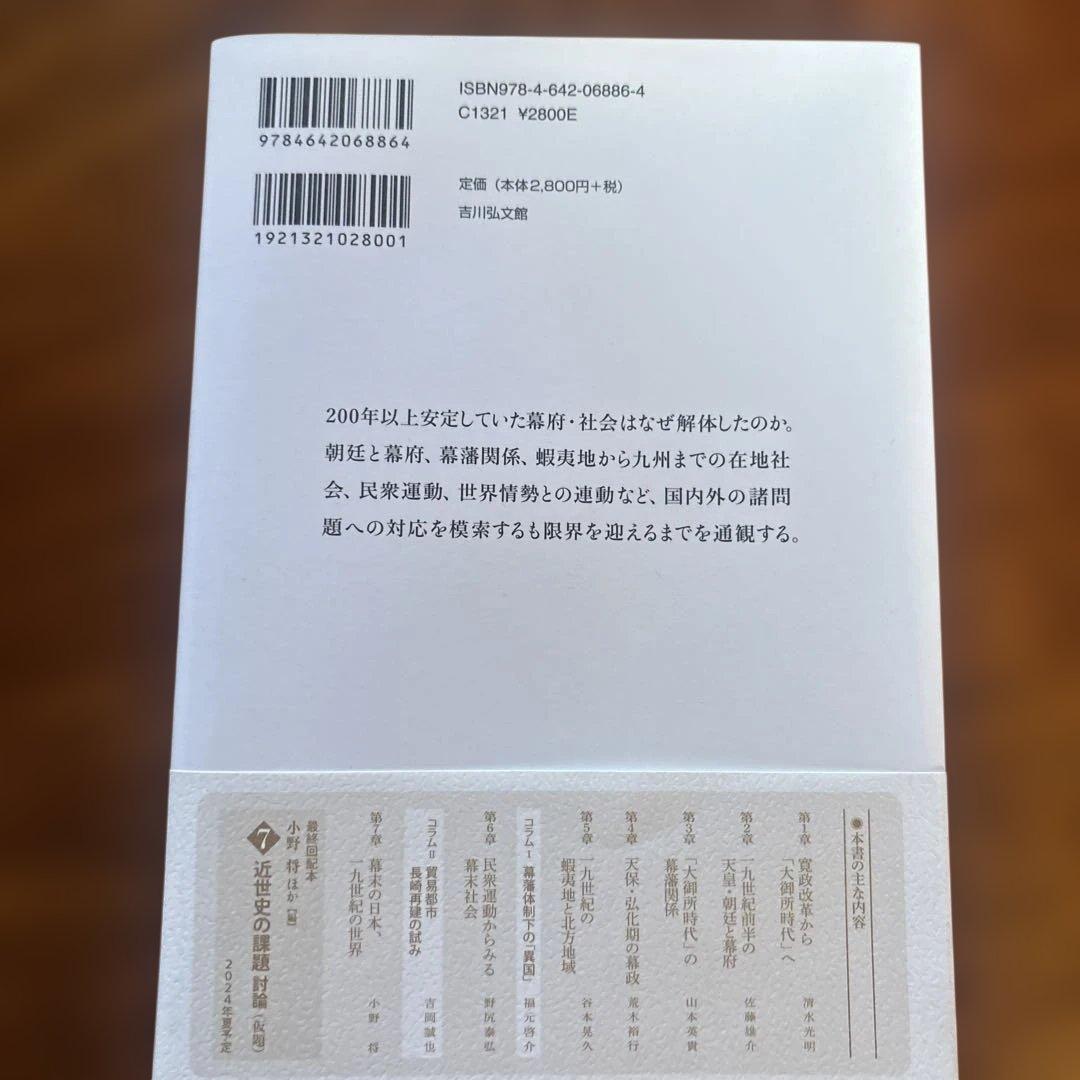 ISBN978-4-642-06886-4
C1321 ¥2800E
9784642068864
定価（本体2,800円＋税）
吉川弘文館
1921321028001
200年以上安定していた幕府・社会はなぜ解体したのか。
朝廷と幕府、幕藩関係、蝦夷地から九州までの在地社
会、民衆運動、世界情勢との連動など、国内外の諸問
題への対応を模索するも限界を迎えるまでを通観する。
●本書の主な内容
第1章 寛政改革から
「大御所時代」へ 清水光明
第2章 一九世紀前半の
天皇・朝廷と幕府 佐藤雄介
第3章 「大御所時代」の
幕藩関係 山本英貴
第4章 天保・弘化期の幕政 荒木裕行
第5章 一九世紀の
蝦夷地と北方地域 谷本晃久
コラムⅠ 幕藩体制下の「異国」 福元啓介
第6章 民衆運動からみる
幕末社会 野尻泰弘
コラムⅡ 貿易都市
長崎再建の試み 吉岡誠也
第7章 幕末の日本、
一九世紀の世界 小野 将
最終回配本
小野 将ほか［編］
7 近世史の課題 討論（仮題）
2024年夏予定